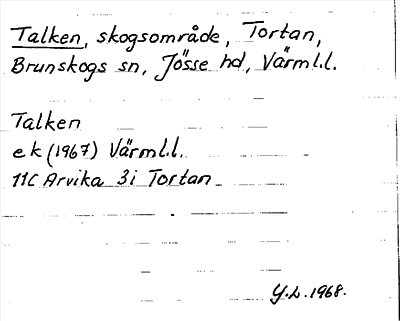 Talken, skogsområde, Tortan,
Brunskogs sn, Jösse hd, Värml.l.
Talken
ek (1967) Värml.l.
11C Arvika 3i Tortan
Y.L. 1968.